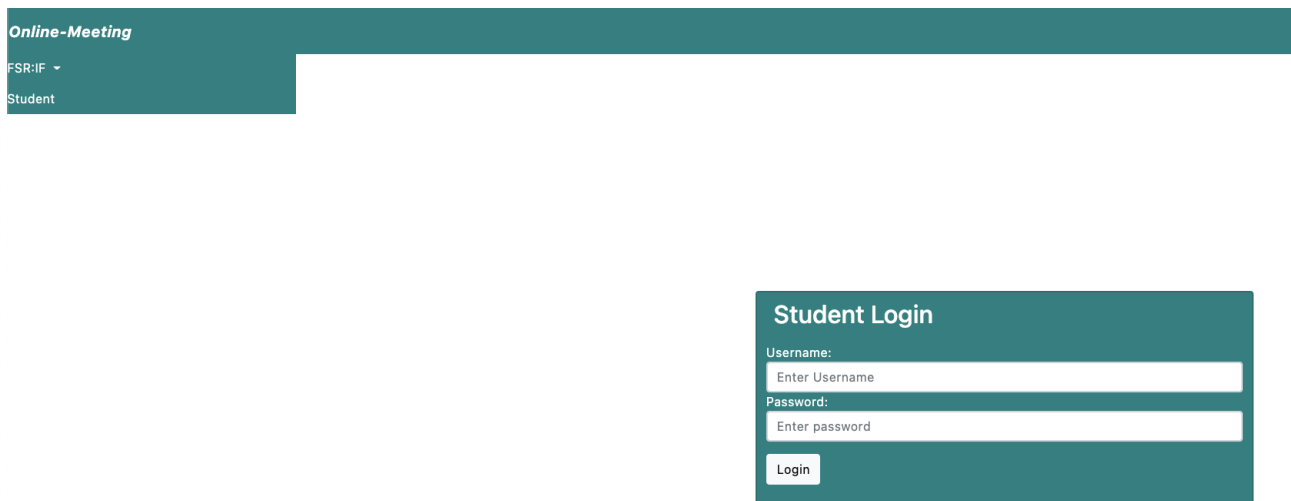 Online-Meeting
FSR:IF
Student
Student Login
Username:
Enter Username
Password:
Enter password
Login